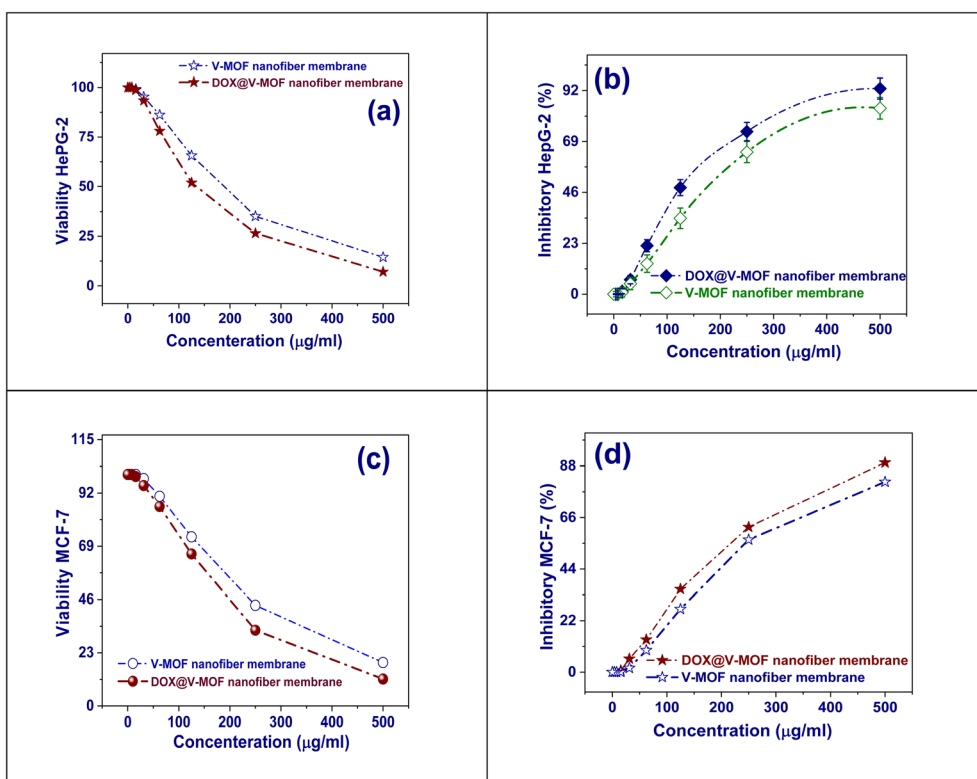 V-MOF nanofiber membrane
DOX@V-MOF nanofiber membrane
(a)
100
75
50
25
0
Viability HePG-2
0 100 200 300 400 500
Concenteration (μg/ml)
(b)
92
69
46
23
0
Inhibitory HepG-2 (%)
DOX@V-MOF nanofiber membrane
V-MOF nanofiber membrane
0 100 200 300 400 500
Concentration (μg/ml)
(c)
115
92
69
46
23
0
Viability MCF-7
V-MOF nanofiber membrane
DOX@V-MOF nanofiber membrane
0 100 200 300 400 500
Concenteration (μg/ml)
(d)
88
66
44
22
0
Inhibitory MCF-7 (%)
DOX@V-MOF nanofiber membrane
V-MOF nanofiber membrane
0 100 200 300 400 500
Concentration (μg/ml)